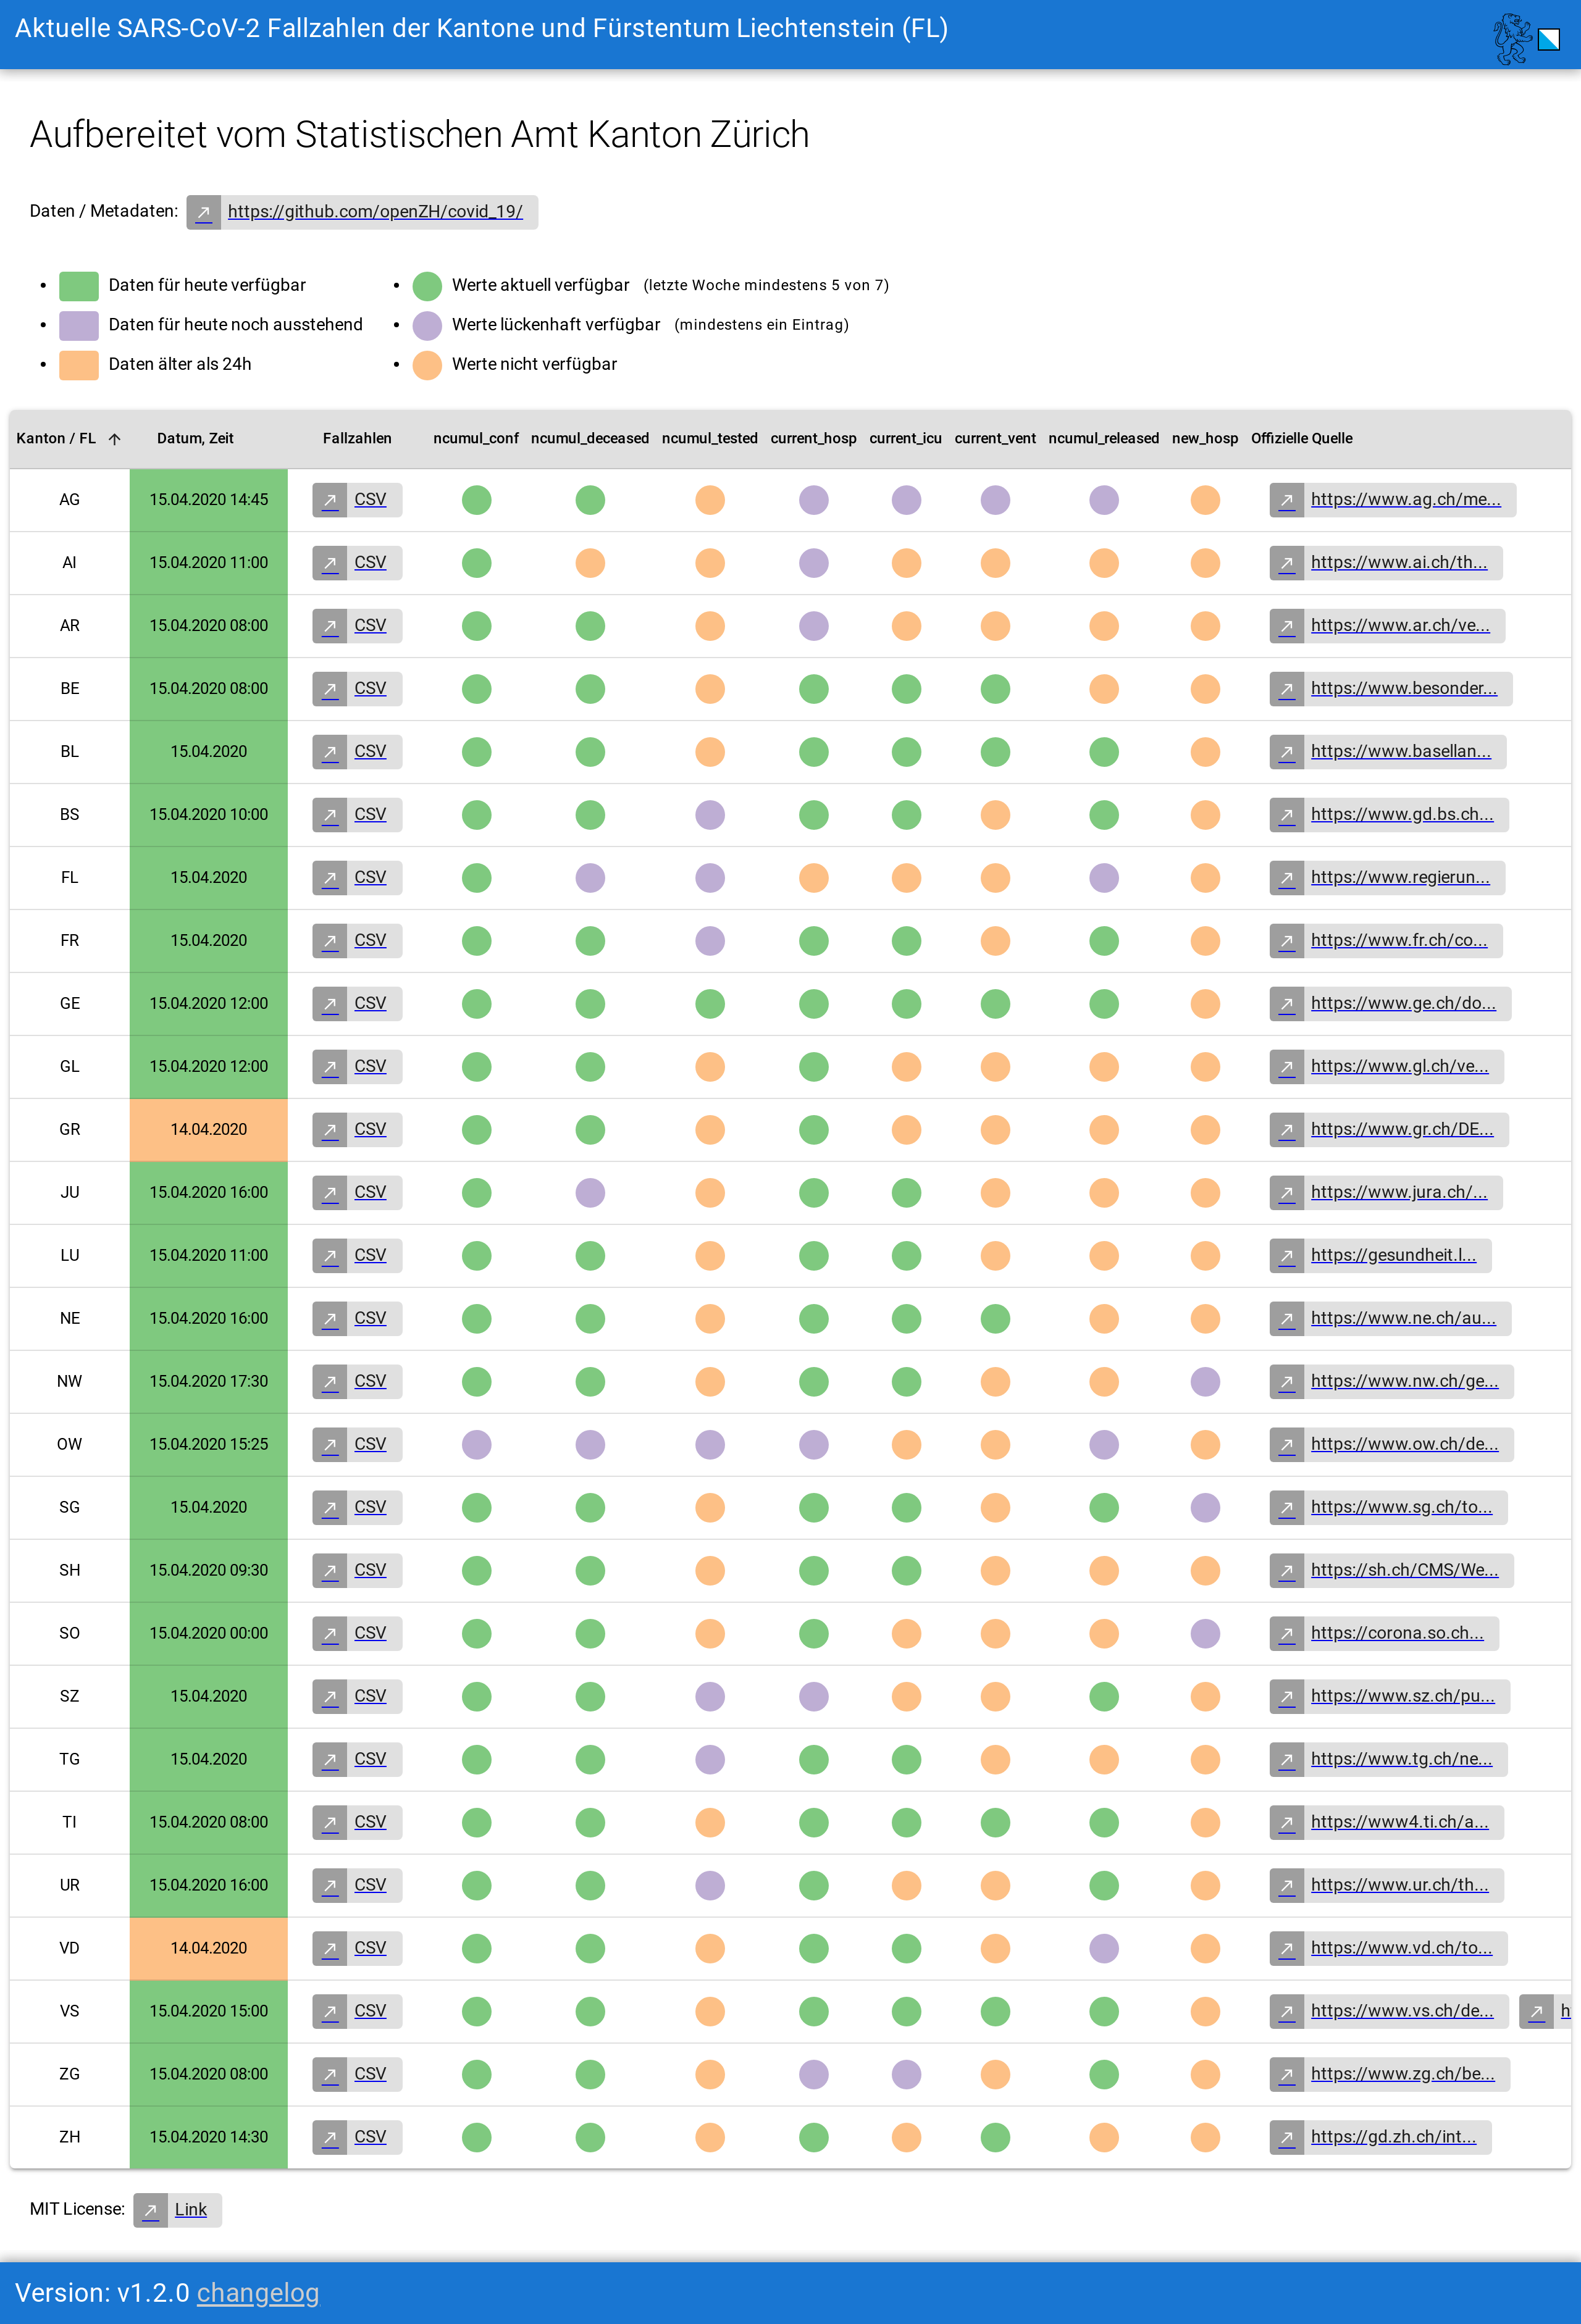 Aktuelle SARS-CoV-2 Fallzahlen der Kantone und Fürstentum Liechtenstein (FL)
Aufbereitet vom Statistischen Amt Kanton Zürich
Daten / Metadaten: https://github.com/openZH/covid_19/
Daten für heute verfügbar
Daten für heute noch ausstehend
Daten älter als 24h
Werte aktuell verfügbar (letzte Woche mindestens 5 von 7)
Werte lückenhaft verfügbar (mindestens ein Eintrag)
Werte nicht verfügbar
Kanton / FL Datum, Zeit Fallzahlen ncumul_conf ncumul_deceased ncumul_tested current_hosp current_icu current_vent ncumul_released new_hosp Offizielle Quelle
AG 15.04.2020 14:45 CSV https://www.ag.ch/me...
AI 15.04.2020 11:00 CSV https://www.ai.ch/th...
AR 15.04.2020 08:00 CSV https://www.ar.ch/ve...
BE 15.04.2020 08:00 CSV https://www.besonder...
BL 15.04.2020 CSV https://www.basellan...
BS 15.04.2020 10:00 CSV https://www.gd.bs.ch...
FL 15.04.2020 CSV https://www.regierun...
FR 15.04.2020 CSV https://www.fr.ch/co...
GE 15.04.2020 12:00 CSV https://www.ge.ch/do...
GL 15.04.2020 12:00 CSV https://www.gl.ch/ve...
GR 14.04.2020 CSV https://www.gr.ch/DE...
JU 15.04.2020 16:00 CSV https://www.jura.ch/...
LU 15.04.2020 11:00 CSV https://gesundheit.l...
NE 15.04.2020 16:00 CSV https://www.ne.ch/au...
NW 15.04.2020 17:30 CSV https://www.nw.ch/ge...
OW 15.04.2020 15:25 CSV https://www.ow.ch/de...
SG 15.04.2020 CSV https://www.sg.ch/to...
SH 15.04.2020 09:30 CSV https://sh.ch/CMS/We...
SO 15.04.2020 00:00 CSV https://corona.so.ch...
SZ 15.04.2020 CSV https://www.sz.ch/pu...
TG 15.04.2020 CSV https://www.tg.ch/ne...
TI 15.04.2020 08:00 CSV https://www4.ti.ch/a...
UR 15.04.2020 16:00 CSV https://www.ur.ch/th...
VD 14.04.2020 CSV https://www.vd.ch/to...
VS 15.04.2020 15:00 CSV https://www.vs.ch/de... h
ZG 15.04.2020 08:00 CSV https://www.zg.ch/be...
ZH 15.04.2020 14:30 CSV https://gd.zh.ch/int...
MIT License: Link
Version: v1.2.0 changelog